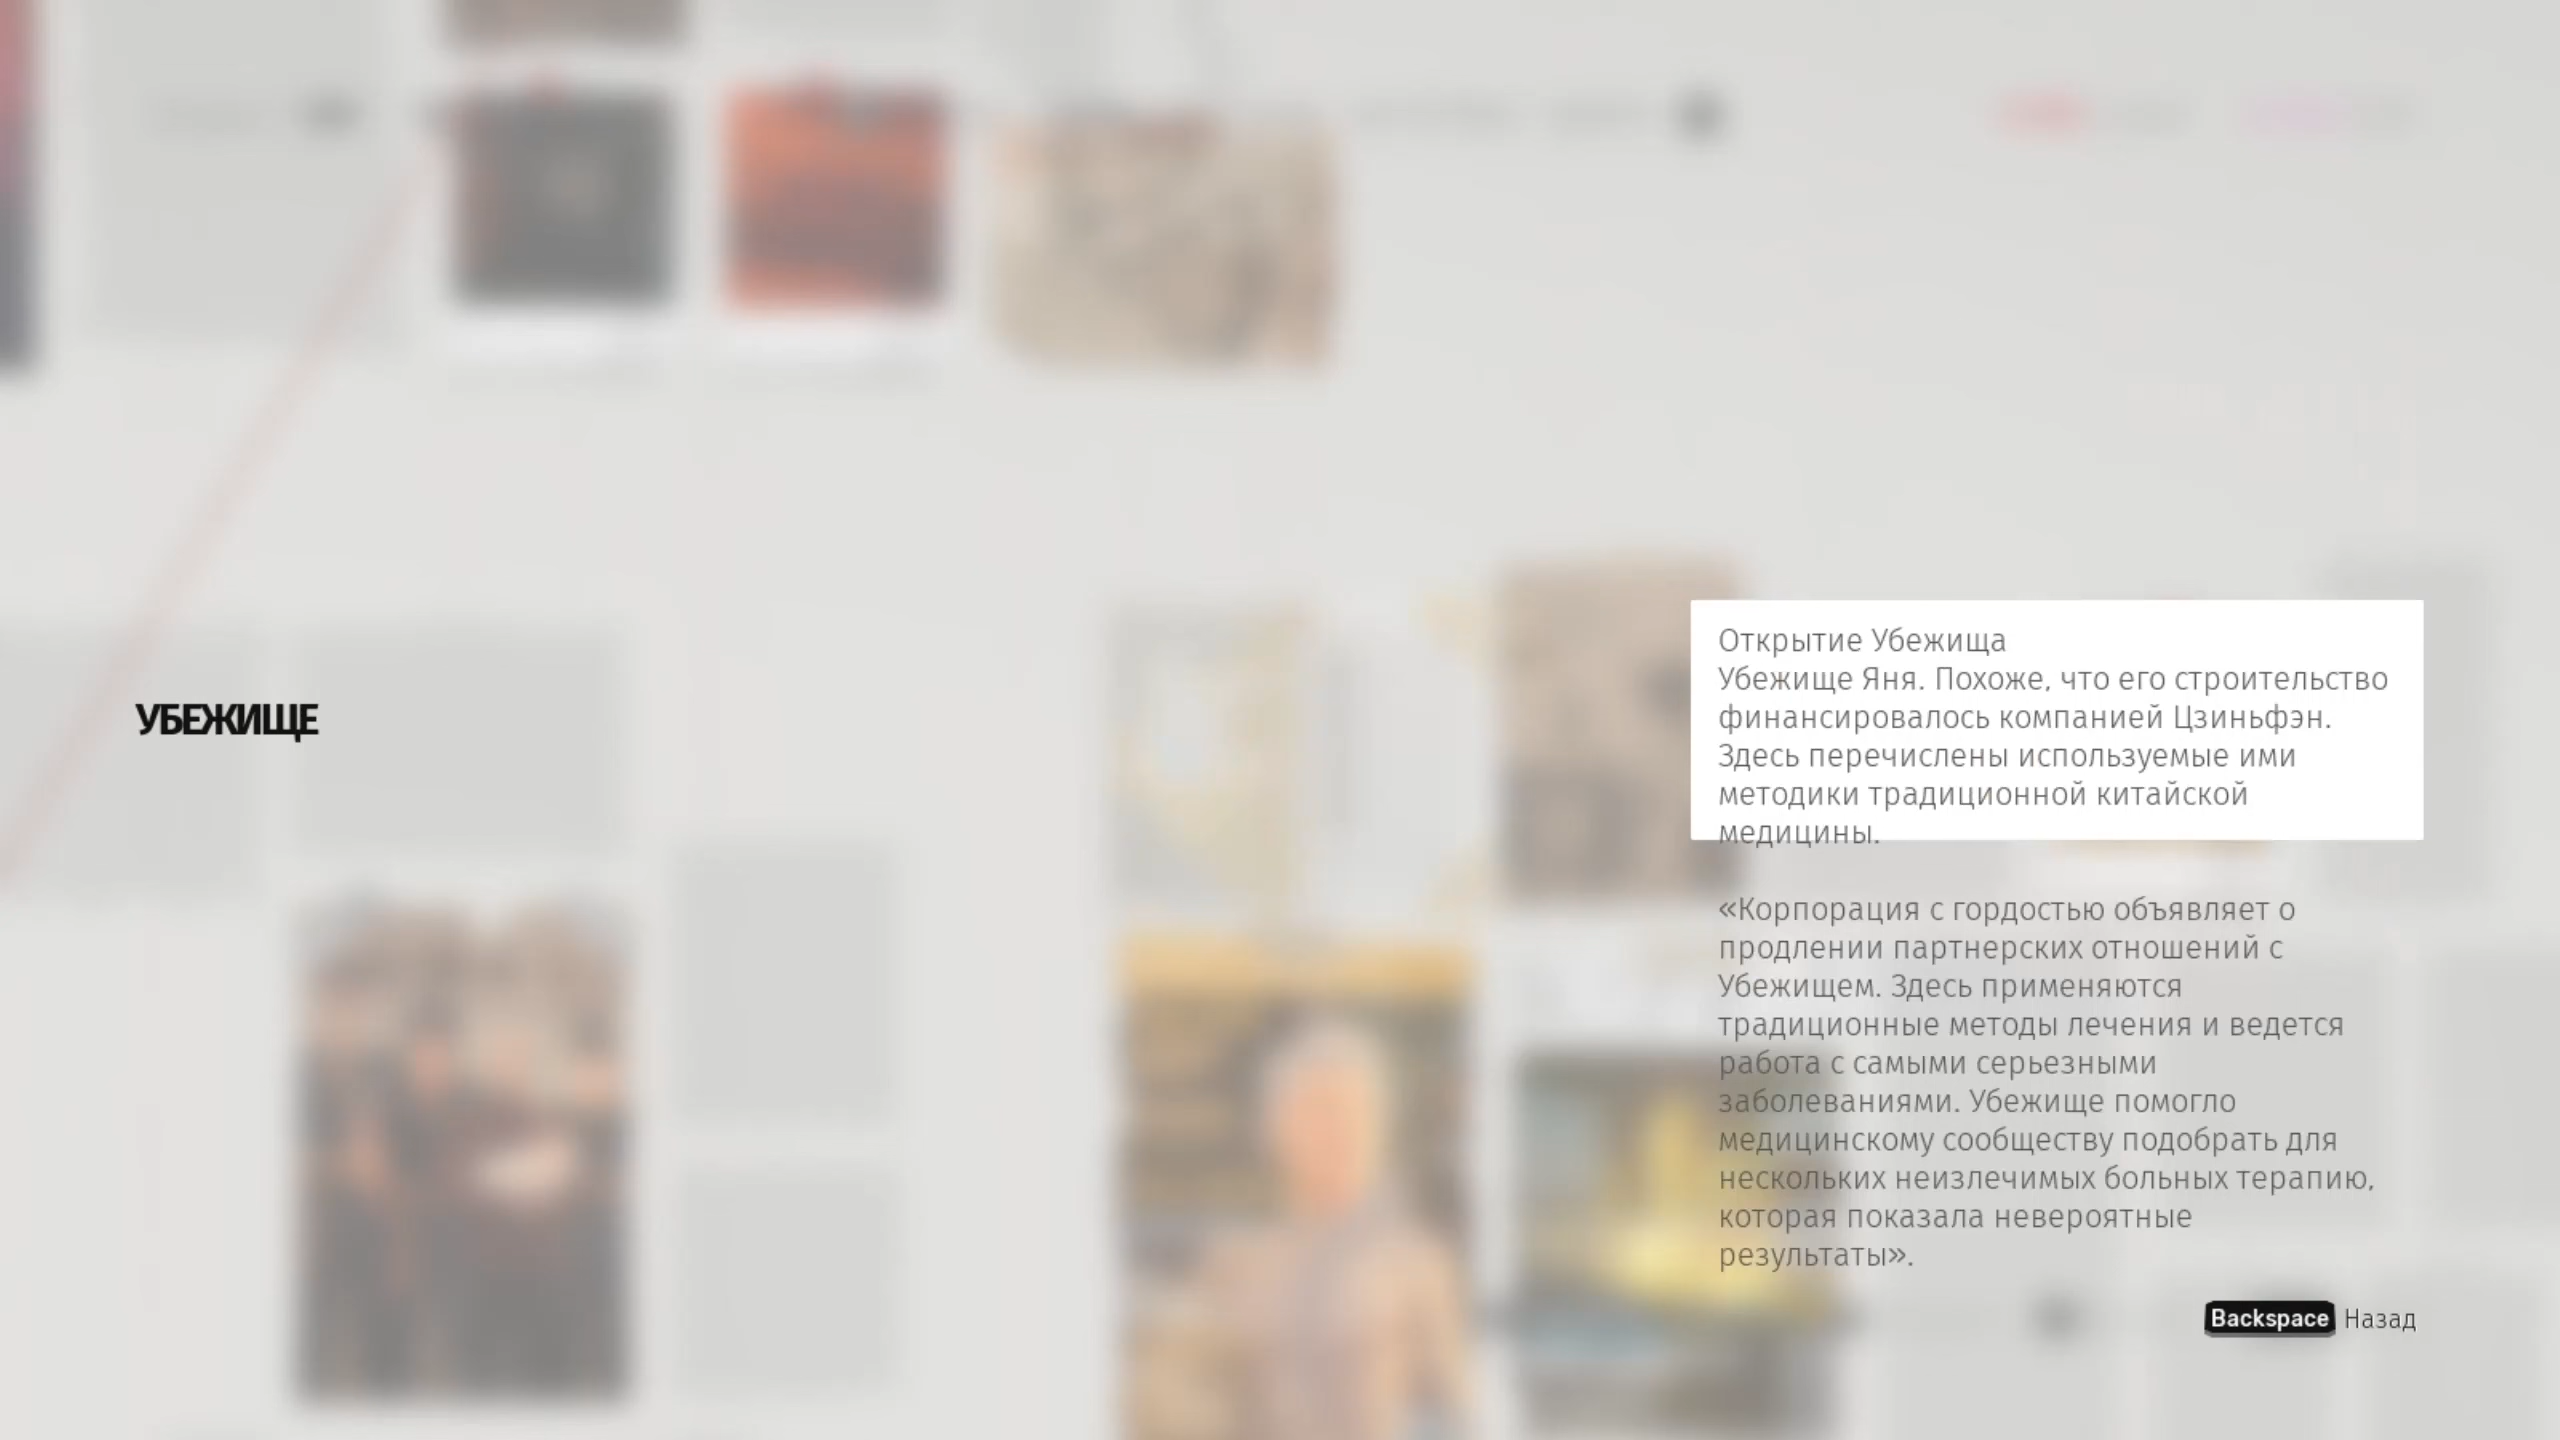 УБЕЖИЩЕ
Открытие Убежища
Убежище Яня. Похоже, что его строительство
финансировалось компанией Цзиньфэн.
Здесь перечислены используемые ими
методики традиционной китайской
медицины.
«Корпорация с гордостью объявляет о
продлении партнерских отношений с
Убежищем. Здесь применяются
традиционные методы лечения и ведется
работа с самыми серьезными
заболеваниями. Убежище помогло
медицинскому сообществу подобрать для
нескольких неизлечимых больных терапию,
которая показала невероятные
результаты».
Backspace Назад